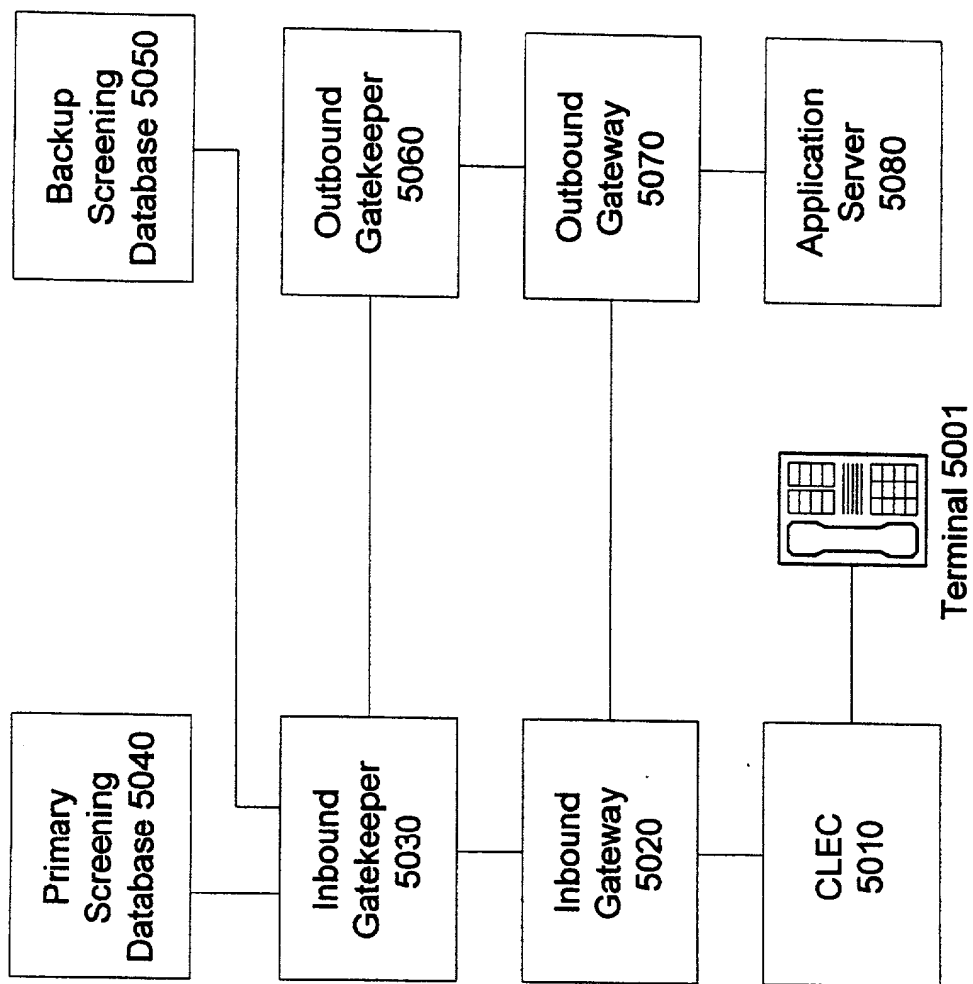 Primary
Screening
Database 5040
Backup
Screening
Database 5050
Inbound
Gatekeeper
5030
Outbound
Gatekeeper
5060
Inbound
Gateway
5020
Outbound
Gateway
5070
CLEC
5010
Terminal 5001
Application
Server
5080